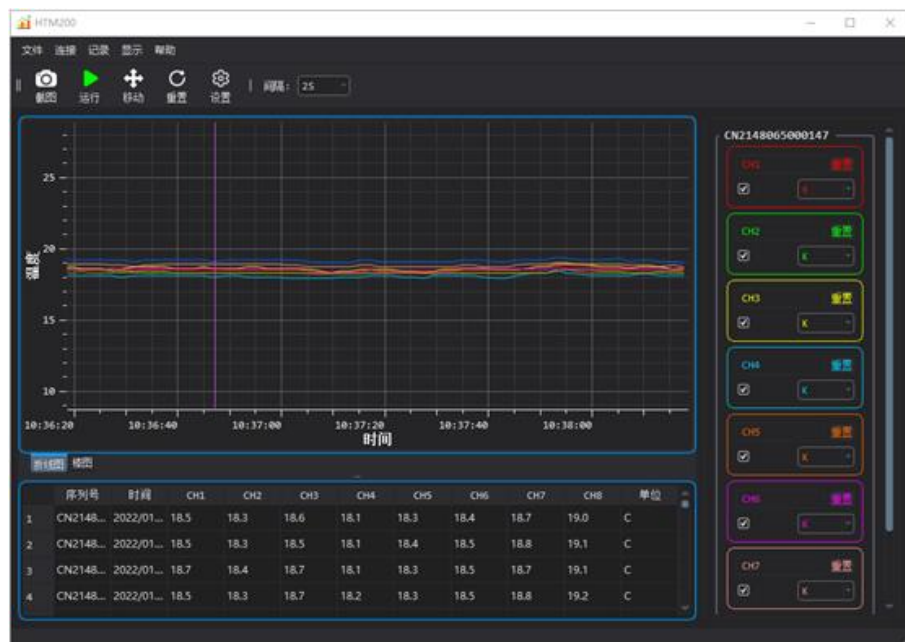 HTM200
文件 连接 记录 显示 帮助
截图 运行 移动 重置 设置 间隔: 2S
CN2148065000147
CH1 重置
CH2 重置
K
CH3 重置
K
CH4 重置
K
CH5 重置
K
CH6 重置
K
CH7 重置
K
温度
25
20
15
10
10:36:20 10:36:40 10:37:00 10:37:20 10:37:40 10:38:00
时间
折线图
序列号 时间 CH1 CH2 CH3 CH4 CH5 CH6 CH7 CH8 单位
1 CN2148... 2022/01... 18.5 18.3 18.6 18.1 18.3 18.4 18.7 19.0 C
2 CN2148... 2022/01... 18.5 18.3 18.5 18.1 18.4 18.5 18.8 19.1 C
3 CN2148... 2022/01... 18.7 18.4 18.7 18.1 18.3 18.5 18.7 19.1 C
4 CN2148... 2022/01... 18.5 18.3 18.7 18.2 18.3 18.5 18.8 19.2 C